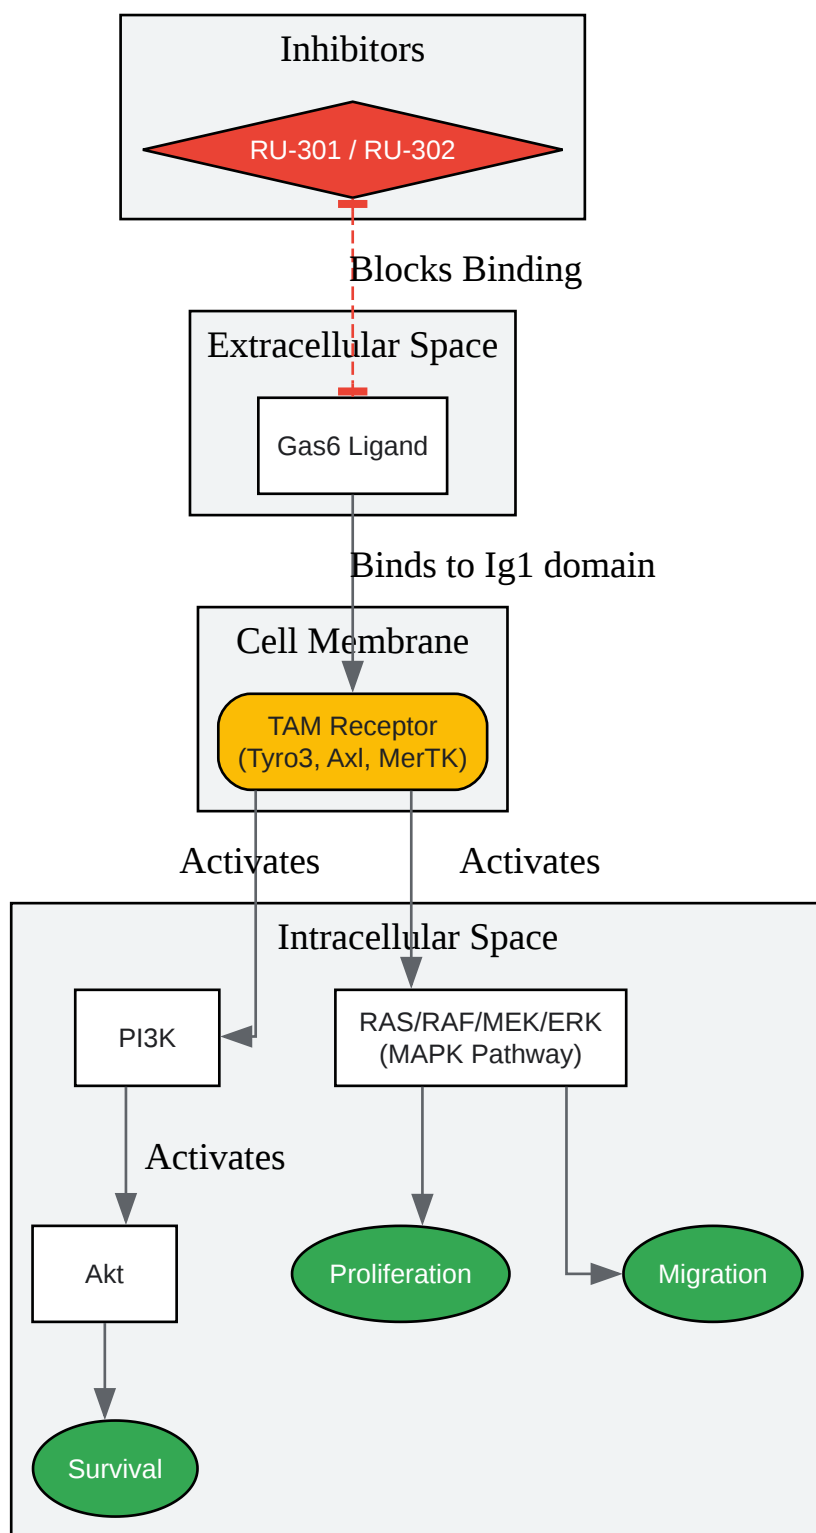 Inhibitors
RU-301 / RU-302
Blocks Binding
Extracellular Space
Gas6 Ligand
Binds to Ig1 domain
Cell Membrane
TAM Receptor
(Tyro3, Axl, MerTK)
Activates
Activates
Intracellular Space
PI3K
RAS/RAF/MEK/ERK
(MAPK Pathway)
Activates
Akt
Proliferation
Migration
Survival